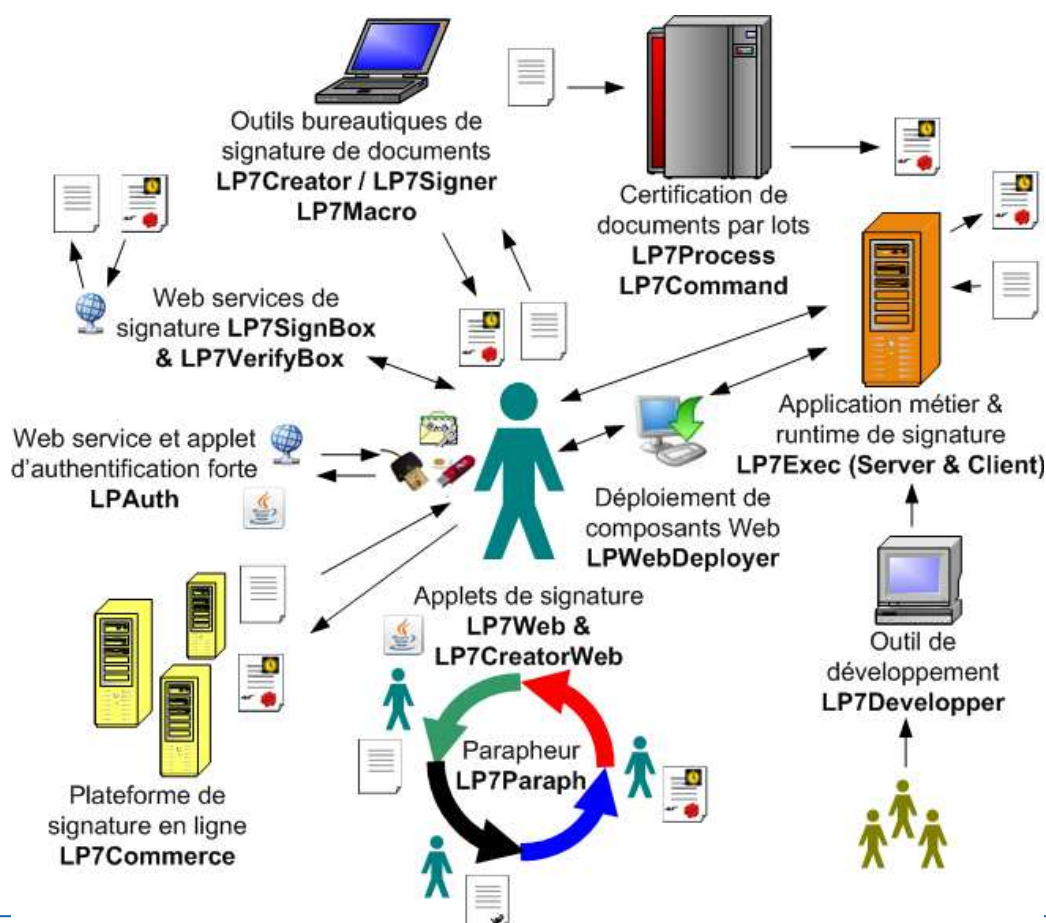 Outils bureautiques de
signature de documents
LP7Creator / LP7Signer
LP7Macro
Certification de
documents par lots
LP7Process
LP7Command
Web services de
signature LP7SignBox
& LP7VerifyBox
Application métier &
runtime de signature
LP7Exec (Server & Client)
Web service et applet
d'authentification forte
LPAuth
Déploiement de
composants Web
LPWebDeployer
Applets de signature
LP7Web &
LP7CreatorWeb
Outil de
développement
LP7Developper
Parapheur
LP7Paraph
Plateforme de
signature en ligne
LP7Commerce